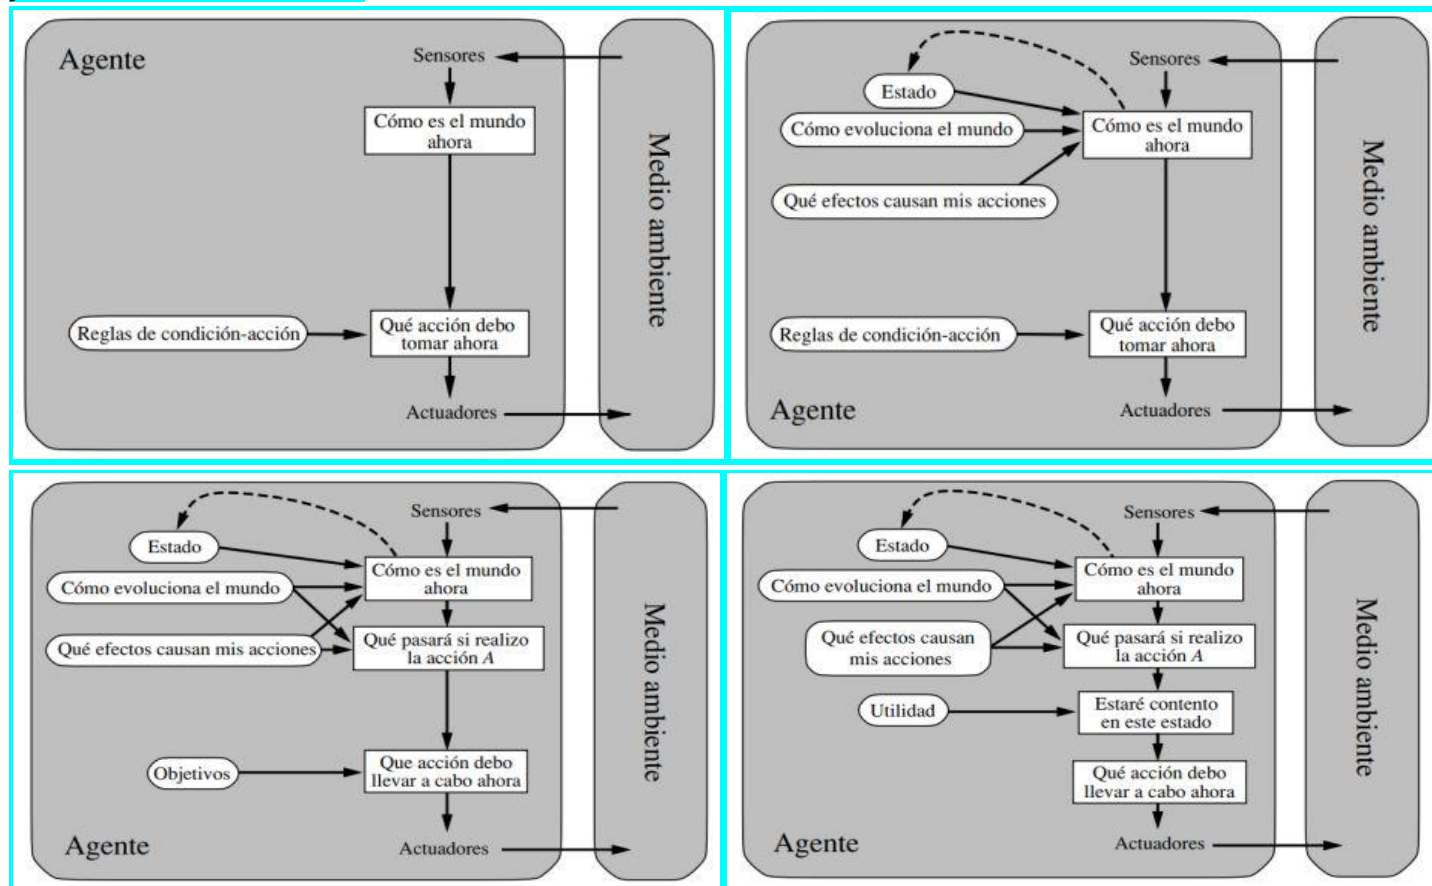 Agente
Sensores
Cómo es el mundo
ahora
Reglas de condición-acción
Qué acción debo
tomar ahora
Actuadores
Medio ambiente
Sensores
Estado
Cómo evoluciona el mundo
Cómo es el mundo
ahora
Qué efectos causan mis acciones
Reglas de condición-acción
Qué acción debo
tomar ahora
Agente
Actuadores
Medio ambiente
Sensores
Estado
Cómo es el mundo
ahora
Cómo evoluciona el mundo
Qué efectos causan mis acciones
Qué pasará si realizo
la acción A
Objetivos
Que acción debo
llevar a cabo ahora
Agente
Actuadores
Medio ambiente
Sensores
Estado
Cómo es el mundo
ahora
Cómo evoluciona el mundo
Qué efectos causan
mis acciones
Qué pasará si realizo
la acción A
Utilidad
Estaré contento
en este estado
Qué acción debo
llevar a cabo ahora
Agente
Actuadores
Medio ambiente